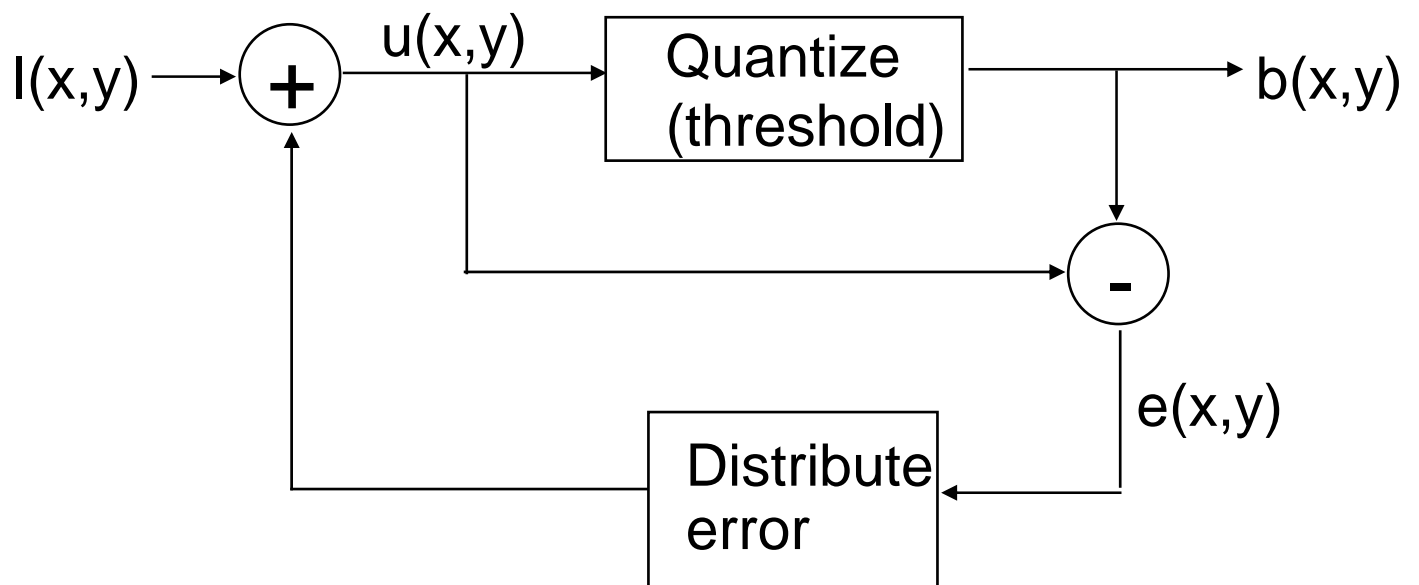 I(x,y)
+
u(x,y)
Quantize
(threshold)
b(x,y)
-
e(x,y)
Distribute
error